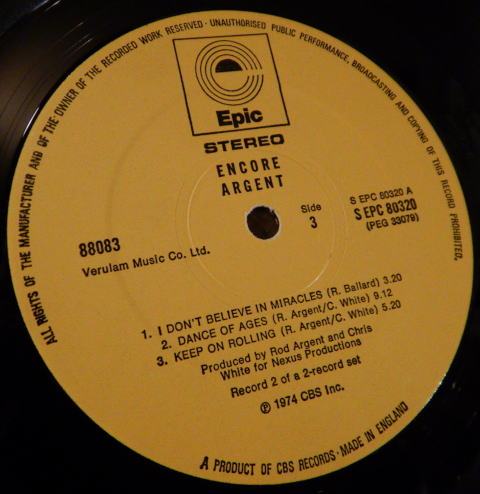 ALL RIGHTS OF THE MANUFACTURER AND OF THE OWNER OF THE RECORDED WORK RESERVED · UNAUTHORISED PUBLIC PERFORMANCE, BROADCASTING AND COPYING OF THIS RECORD PROHIBITED.
e
Epic
STEREO
ENCORE
ARGENT
Side
3
S EPC 80320 A
S EPC 80320
(PEG 33079)
88083
Verulam Music Co. Ltd.
1. I DON'T BELIEVE IN MIRACLES (R. Ballard) 3.20
2. DANCE OF AGES (R. Argent/C. White) 9.12
3. KEEP ON ROLLING (R. Argent/C. White) 5.20
Produced by Rod Argent and Chris
White for Nexus Productions
Record 2 of a 2-record set
℗ 1974 CBS Inc.
A PRODUCT OF CBS RECORDS · MADE IN ENGLAND